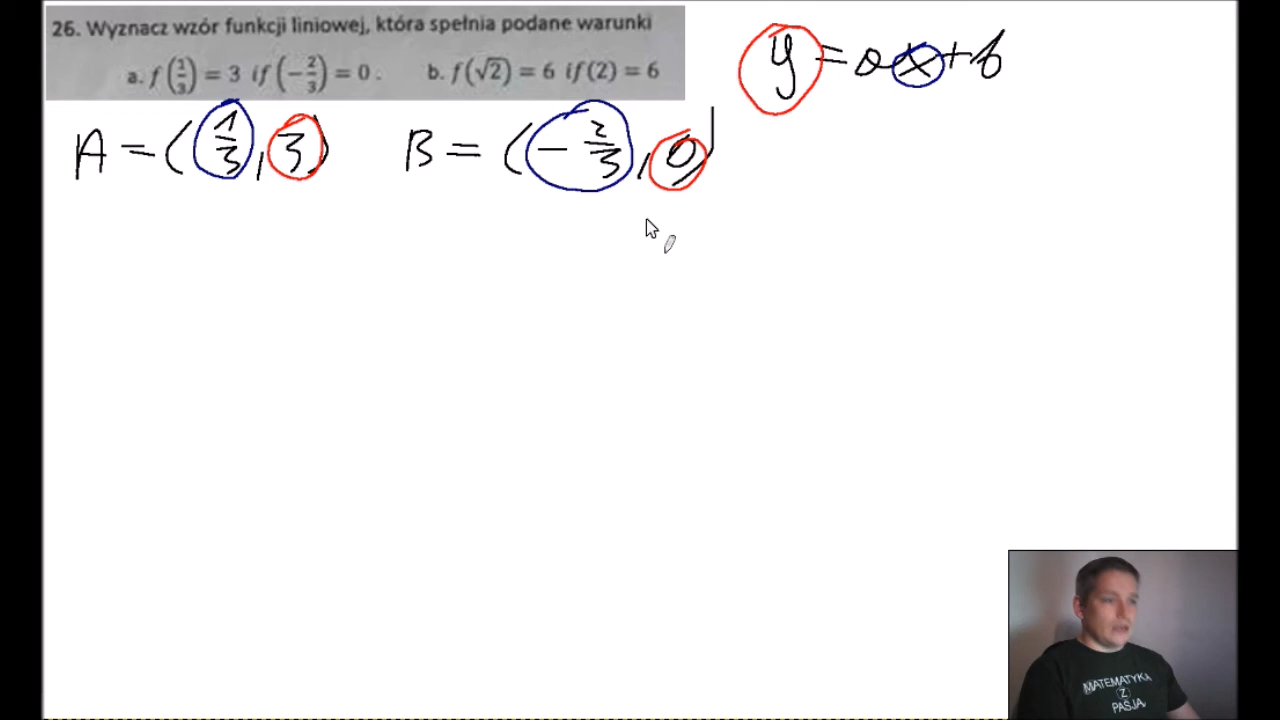 26. Wyznacz wzór funkcji liniowej, która spełnia podane warunki
a. f(1/3) = 3 i f(-2/3) = 0. b. f(√2) = 6 i f(2) = 6
y = ax + b
A = (1/3, 3) B = (-2/3, 0)
MATEMATYKA
Z
PASJĄ